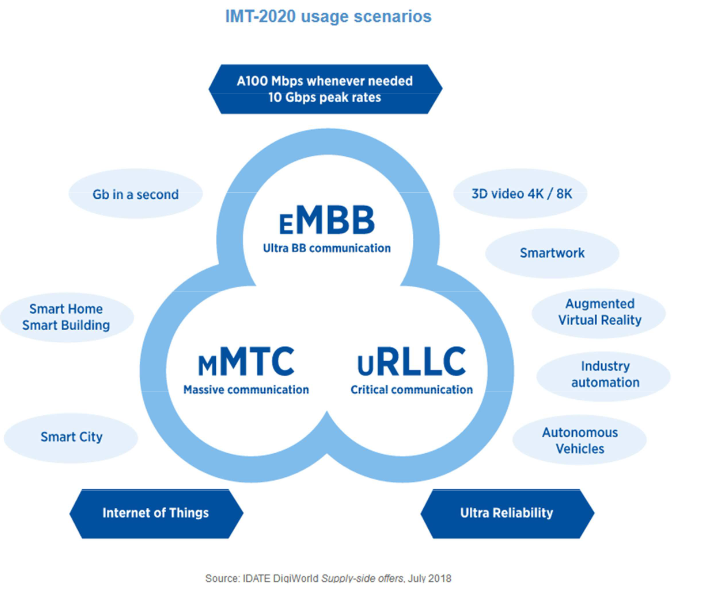 IMT-2020 usage scenarios
A100 Mbps whenever needed
10 Gbps peak rates
Gb in a second
3D video 4K / 8K
EMBB
Ultra BB communication
Smartwork
Smart Home
Smart Building
Augmented
Virtual Reality
MMTC
Massive communication
URLLC
Critical communication
Industry
automation
Smart City
Autonomous
Vehicles
Internet of Things
Ultra Reliability
Source: IDATE DigiWorld Supply-side offers, July 2018